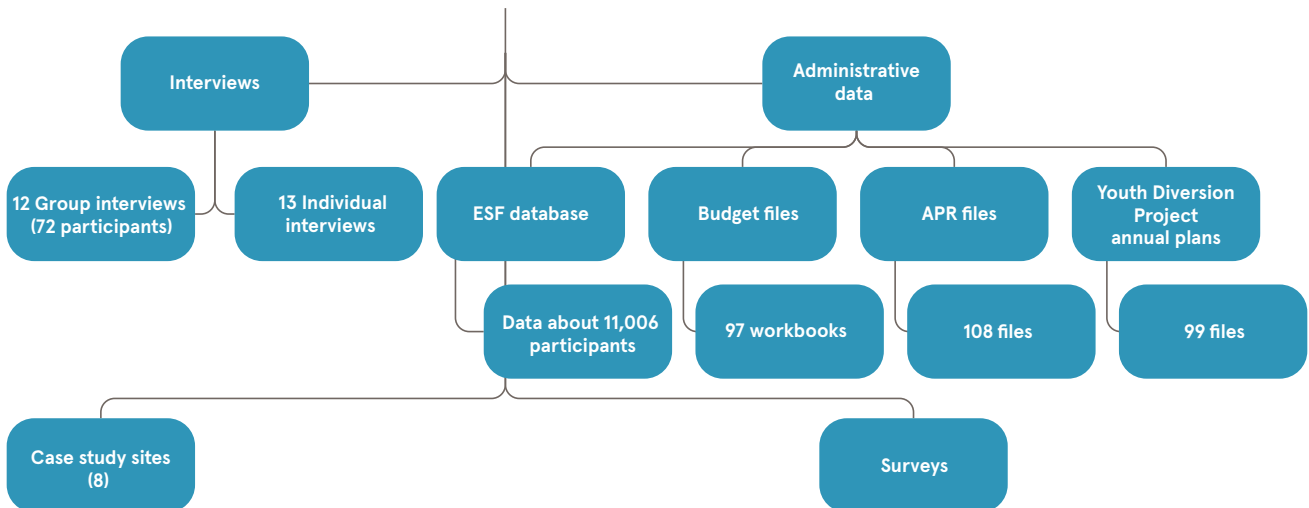 Interviews
Administrative
data
12 Group interviews
(72 participants)
13 Individual
interviews
ESF database
Budget files
APR files
Youth Diversion
Project
annual plans
Data about 11,006
participants
97 workbooks
108 files
99 files
Case study sites
(8)
Surveys